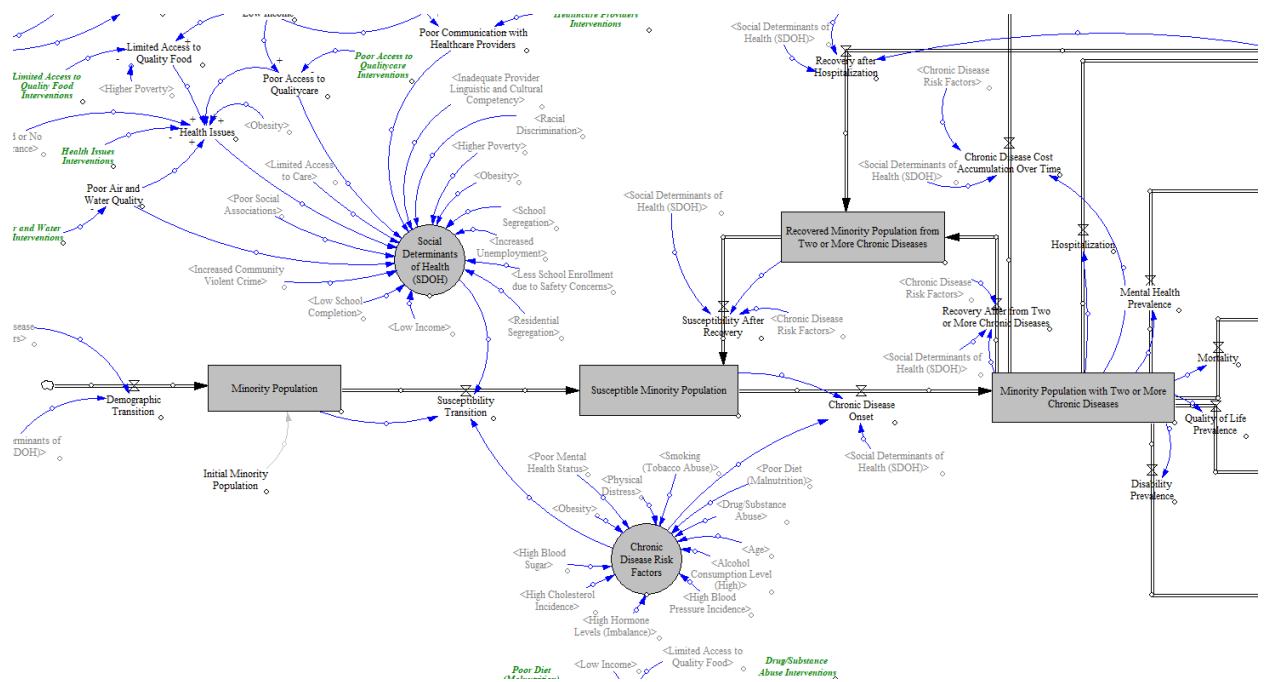 Low Income
Healthcare Providers
Interventions
Poor Communication with
Healthcare Providers
<Social Determinants of
Health (SDOH)>
Limited Access to
Quality Food
Limited Access to
Quality Food
Interventions
<Higher Poverty>
Poor Access to
Qualitycare
Poor Access to
Qualitycare
Interventions
<Inadequate Provider
Linguistic and Cultural
Competency>
Recovery after
Hospitalization
<Chronic Disease
Risk Factors>
Health Issues
<Obesity>
<Racial
Discrimination>
d or No
rance>
Health Issues
Interventions
<Higher Poverty>
<Limited Access
to Care>
<Obesity>
Chronic Disease Cost
Accumulation Over Time
<Social Determinants of
Health (SDOH)>
Poor Air and
Water Quality
<Poor Social
Associations>
<School
Segregation>
<Social Determinants of
Health (SDOH)>
r and Water
Interventions
Social
Determinants
of Health
(SDOH)
<Increased
Unemployment>
Recovered Minority Population from
Two or More Chronic Diseases
Hospitalization
<Increased Community
Violent Crime>
<Less School Enrollment
due to Safety Concerns>
<Chronic Disease
Risk Factors>
Mental Health
Prevalence
<Low School
Completion>
<Low Income>
<Residential
Segregation>
Susceptibility After
Recovery
<Chronic Disease
Risk Factors>
Recovery After from Two
or More Chronic Diseases
isease
rs>
<Social Determinants of
Health (SDOH)>
Mortality
Demographic
Transition
Minority Population
Susceptibility
Transition
Susceptible Minority Population
Chronic Disease
Onset
Minority Population with Two or More
Chronic Diseases
Quality of Life
Prevalence
erminants of
DOH)>
Initial Minority
Population
<Poor Mental
Health Status>
<Smoking
(Tobacco Abuse)>
<Poor Diet
(Malnutrition)>
<Social Determinants of
Health (SDOH)>
<Physical
Distress>
Disability
Prevalence
<Obesity>
<Drug/Substance
Abuse>
<High Blood
Sugar>
Chronic
Disease Risk
Factors
<Age>
<Alcohol
Consumption Level
(High)>
<High Cholesterol
Incidence>
<High Blood
Pressure Incidence>
<High Hormone
Levels (Imbalance)>
Poor Diet
(Malnutrition)
<Low Income>
<Limited Access to
Quality Food>
Drug/Substance
Abuse Interventions